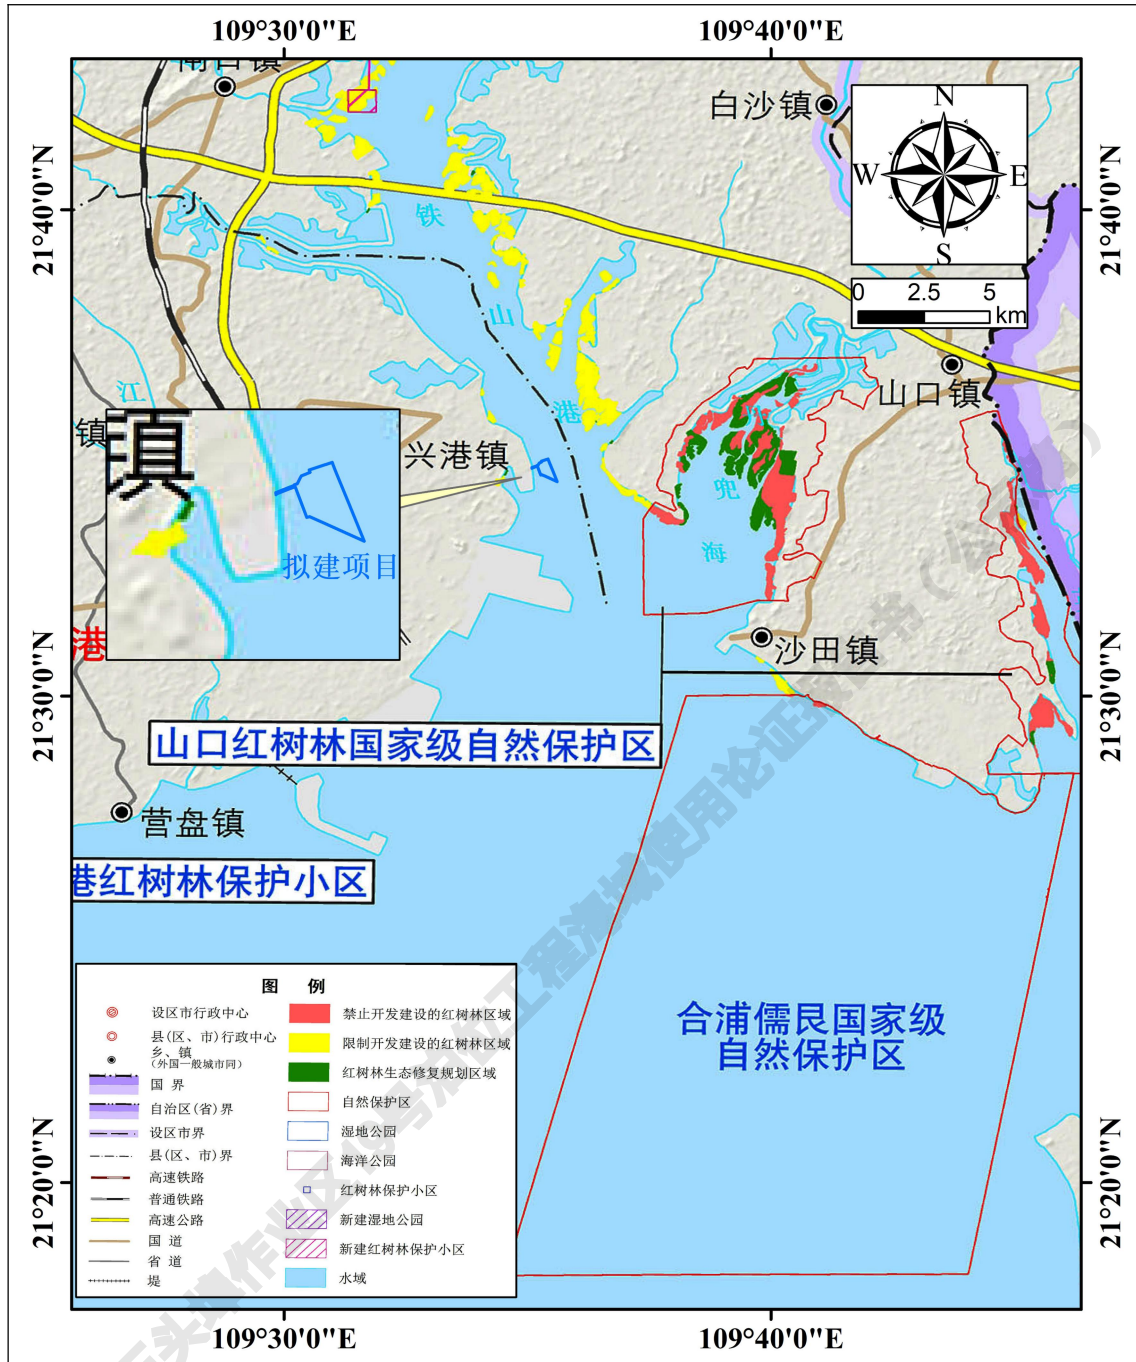 109°30'0"E
109°40'0"E
白沙镇
N
W
E
S
21°40'0"N
21°40'0"N
铁
山
港
0 2.5 5
km
江
山口镇
镇
兴港镇
滇
兜
海
拟建项目
港
沙田镇
21°30'0"N
21°30'0"N
山口红树林国家级自然保护区
营盘镇
港红树林保护小区
合浦儒艮国家级
自然保护区
图 例
设区市行政中心
县(区、市)行政中心
乡、镇
(外国一般城市同)
国 界
自治区(省)界
设区市界
县(区、市)界
高速铁路
普通铁路
高速公路
国 道
省 道
堤
禁止开发建设的红树林区域
限制开发建设的红树林区域
红树林生态修复规划区域
自然保护区
湿地公园
海洋公园
红树林保护小区
新建湿地公园
新建红树林保护小区
水域
21°20'0"N
21°20'0"N
109°30'0"E
109°40'0"E